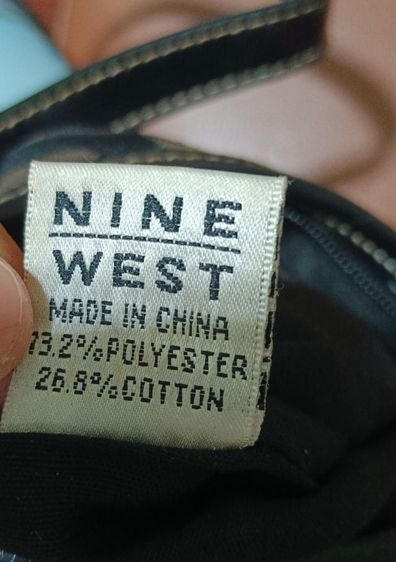 NINE
WEST
MADE IN CHINA
73.2%POLYESTER
26.8%COTTON